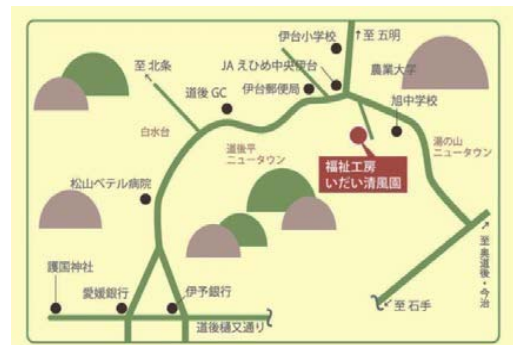 伊台小学校
↑至 五明
至 北条
JA えひめ中央伊台
農業大学
道後 GC
伊台郵便局
旭中学校
白水台
道後平
ニュータウン
湯の山
ニュータウン
福祉工房
いだい清風園
松山ベテル病院
至 奥道後・今治
護国神社
愛媛銀行
伊予銀行
至 石手
道後樋又通り